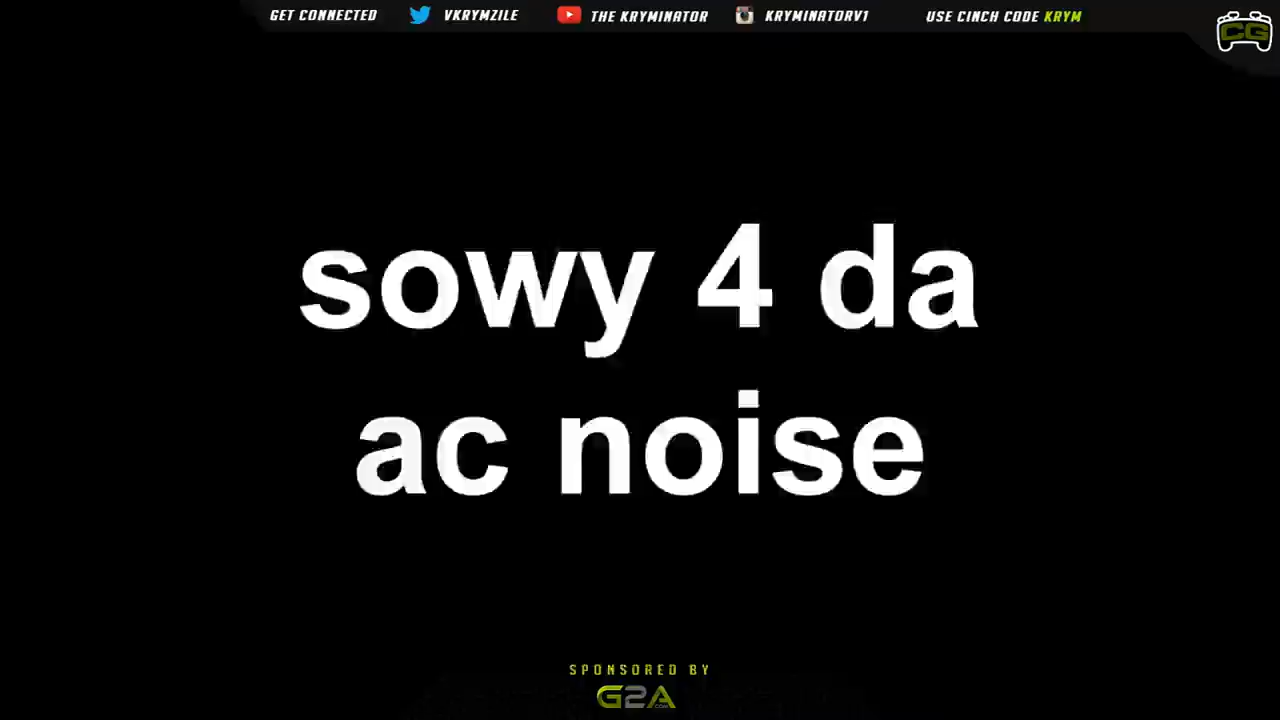 GET CONNECTED VKRYMZILE THE KRYMINATOR KRYMINATORV1 USE CINCH CODE KRYM
CG
sowy 4 da
ac noise
SPONSORED BY
G2A.COM